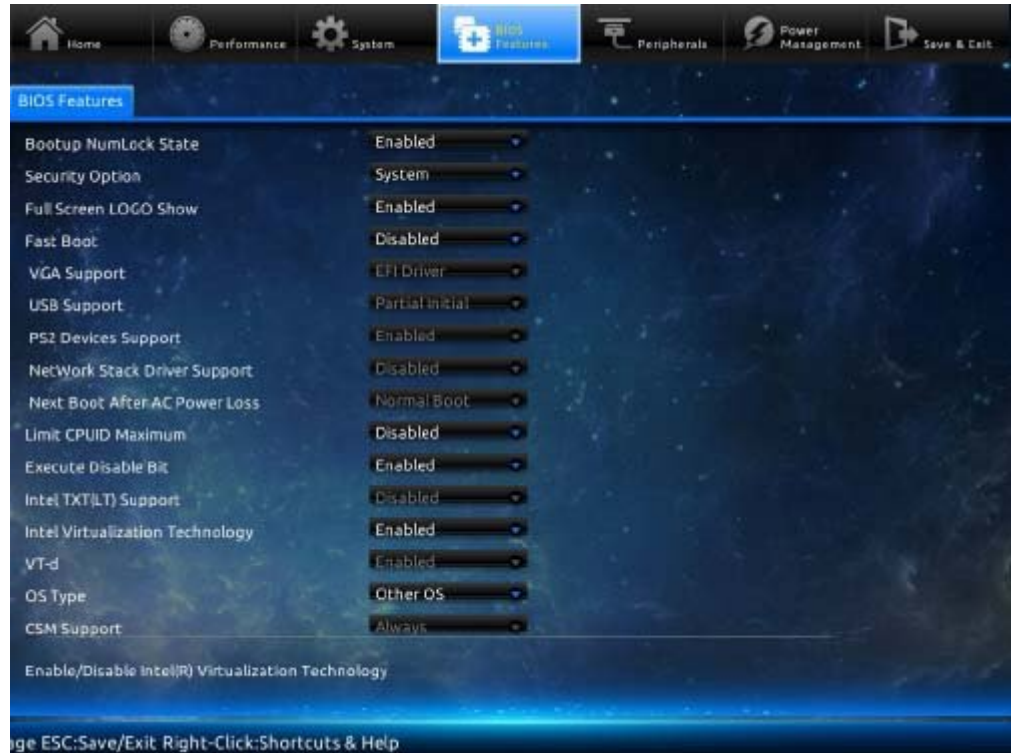 Home Performance System BIOS Features Peripherals Power Management Save & Exit
BIOS Features
Bootup NumLock State Enabled
Security Option System
Full Screen LOGO Show Enabled
Fast Boot Disabled
VGA Support EFI Driver
USB Support Partial Initial
PS2 Devices Support Enabled
NetWork Stack Driver Support Disabled
Next Boot After AC Power Loss Normal Boot
Limit CPUID Maximum Disabled
Execute Disable Bit Enabled
Intel TXT(LT) Support Disabled
Intel Virtualization Technology Enabled
VT-d Enabled
OS Type Other OS
CSM Support Always
Enable/Disable Intel(R) Virtualization Technology
ge ESC:Save/Exit Right-Click:Shortcuts & Help